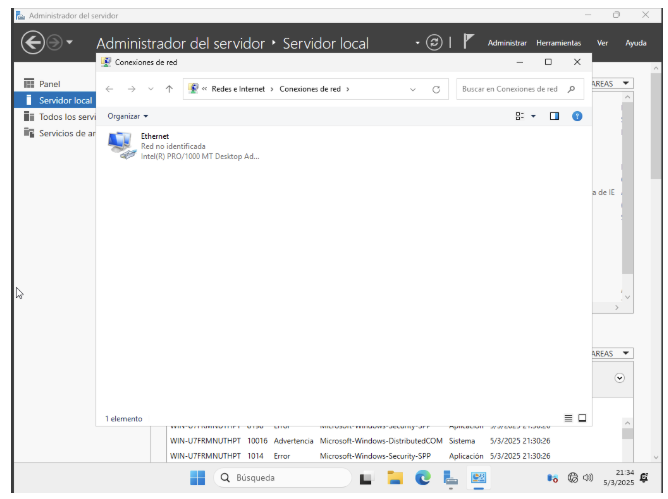 Administrador del servidor
Administrador del servidor ‣ Servidor local
Administrar Herramientas Ver Ayuda
Conexiones de red
« Redes e Internet › Conexiones de red ›
Buscar en Conexiones de red
Organizar
Panel
Servidor local
Todos los servi
Servicios de ar
Ethernet
Red no identificada
Intel(R) PRO/1000 MT Desktop Ad...
AREAS
a de IE
AREAS
1 elemento
WIN-U7FRMNUTHPT 10016 Advertencia Microsoft-Windows-DistributedCOM Sistema 5/3/2025 21:30:26
WIN-U7FRMNUTHPT 1014 Error Microsoft-Windows-Security-SPP Aplicación 5/3/2025 21:30:26
Búsqueda
21:34
5/3/2025